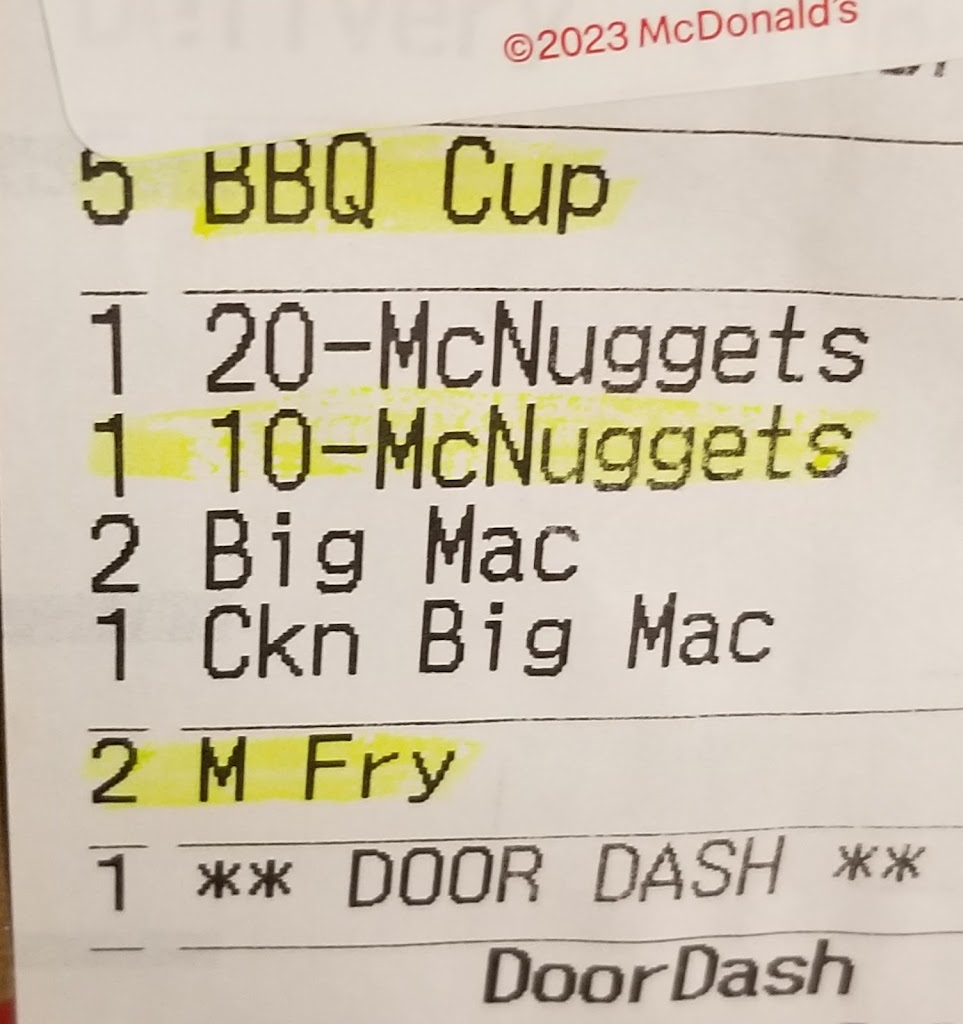 ©2023 McDonald's
5 BBQ Cup
1 20-McNuggets
1 10-McNuggets
2 Big Mac
1 Ckn Big Mac
2 M Fry
1 ** DOOR DASH **
DoorDash